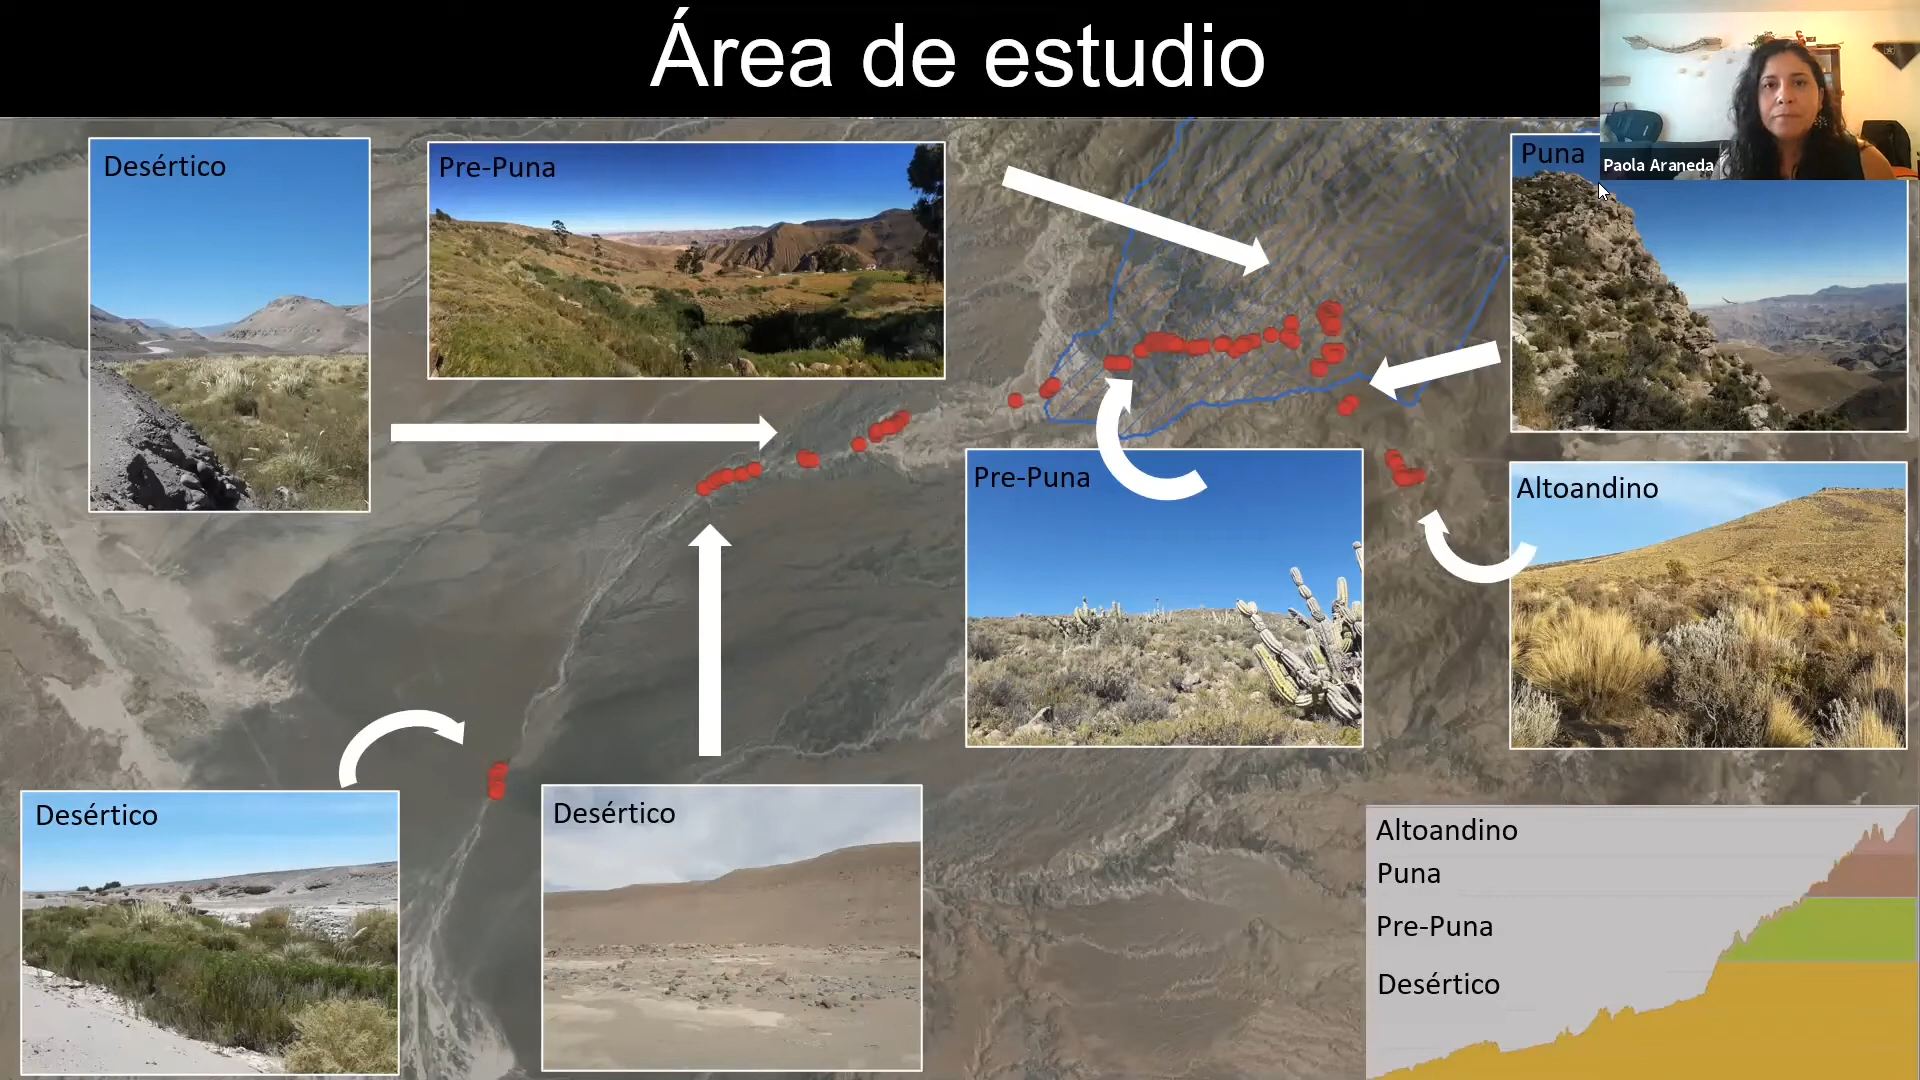 Área de estudio
Paola Araneda
Desértico
Pre-Puna
Puna
Pre-Puna
Altoandino
Desértico
Desértico
Altoandino
Puna
Pre-Puna
Desértico